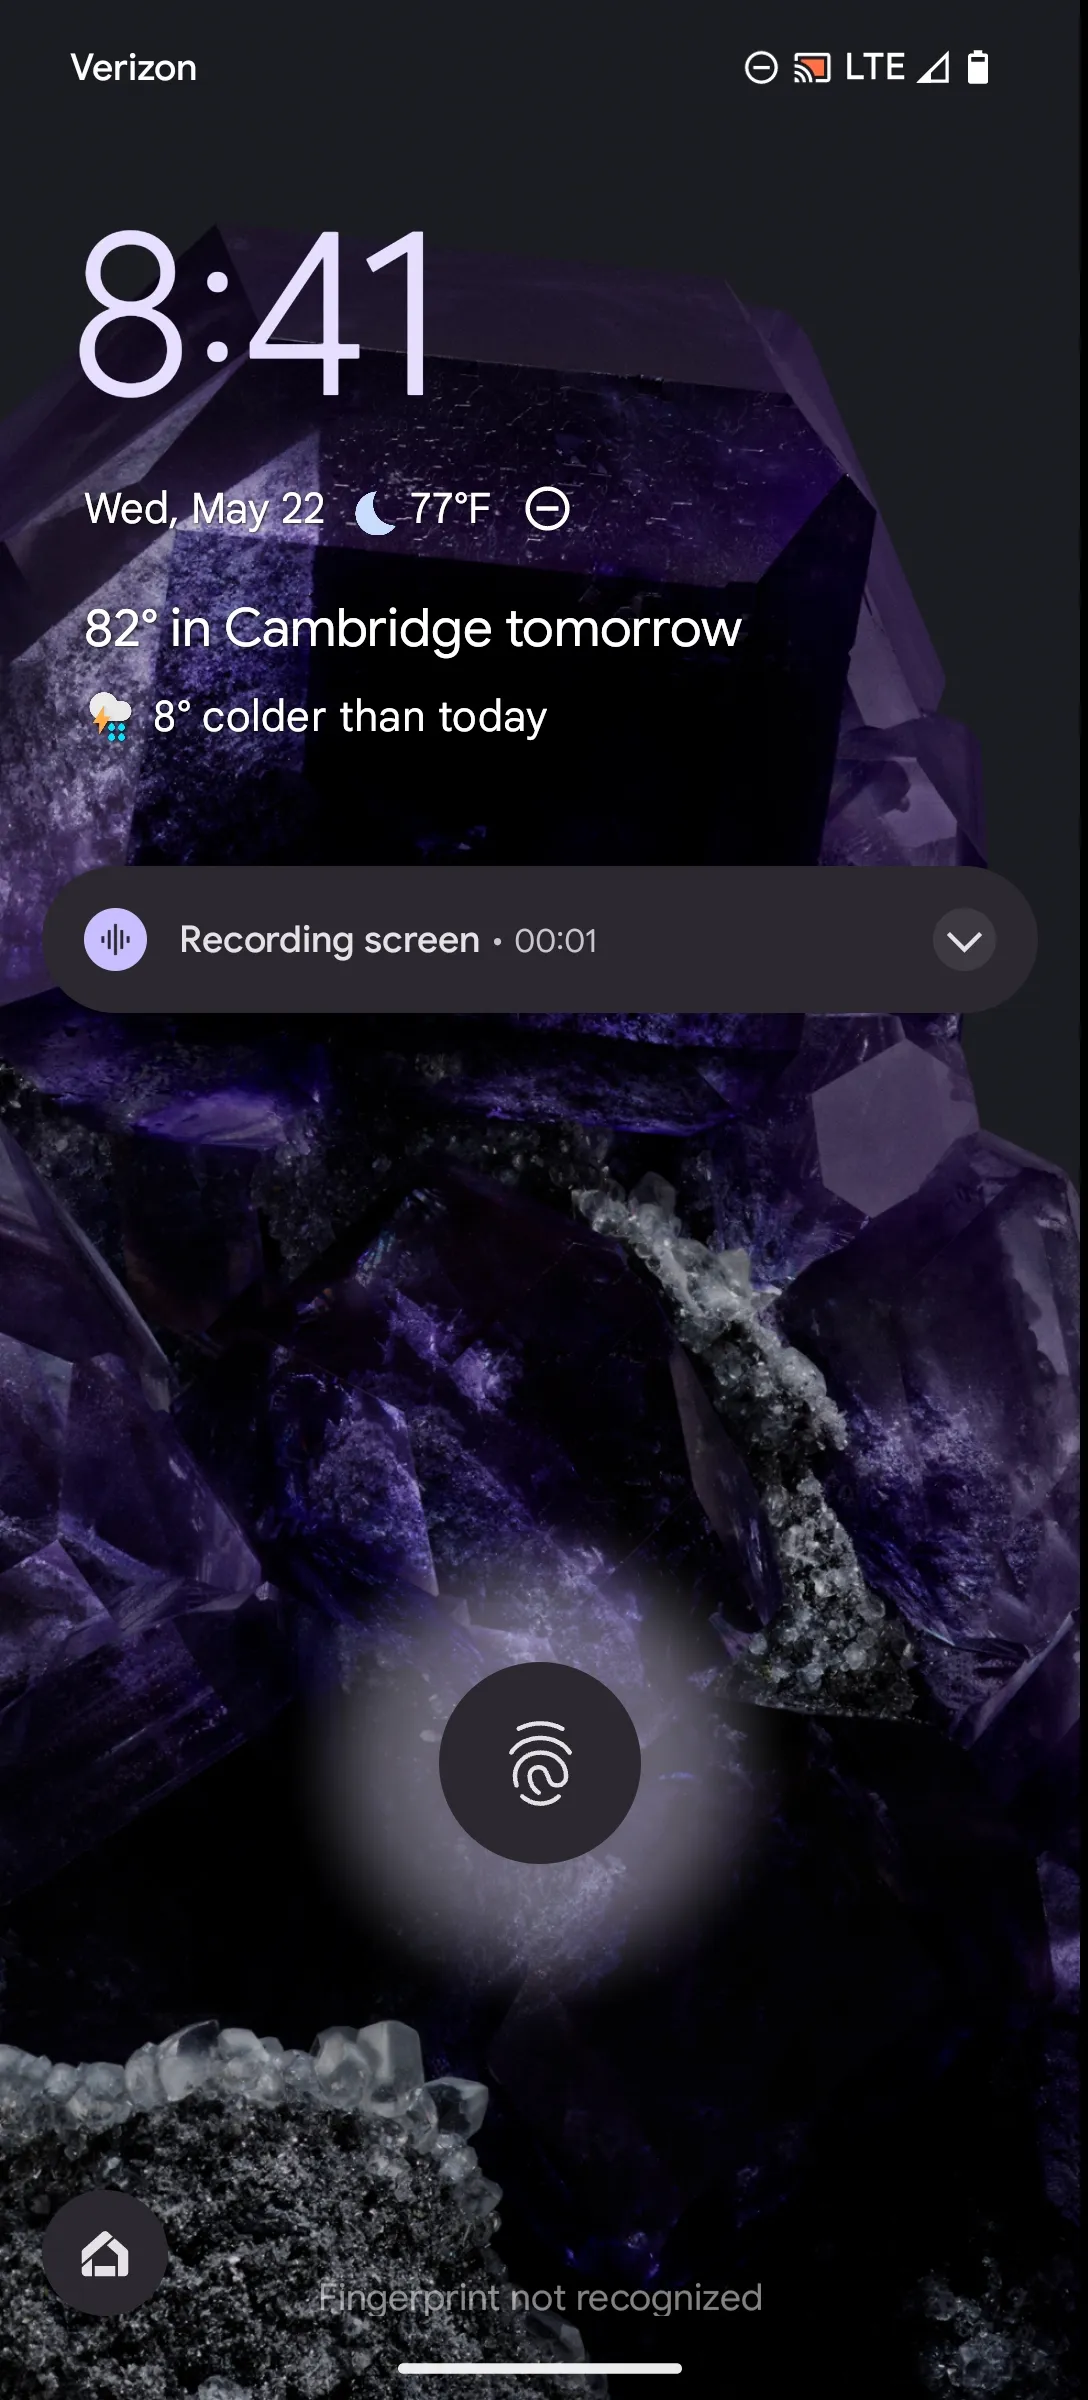 Verizon LTE
8:41
Wed, May 22 77°F
82° in Cambridge tomorrow
8° colder than today
Recording screen • 00:01
Fingerprint not recognized